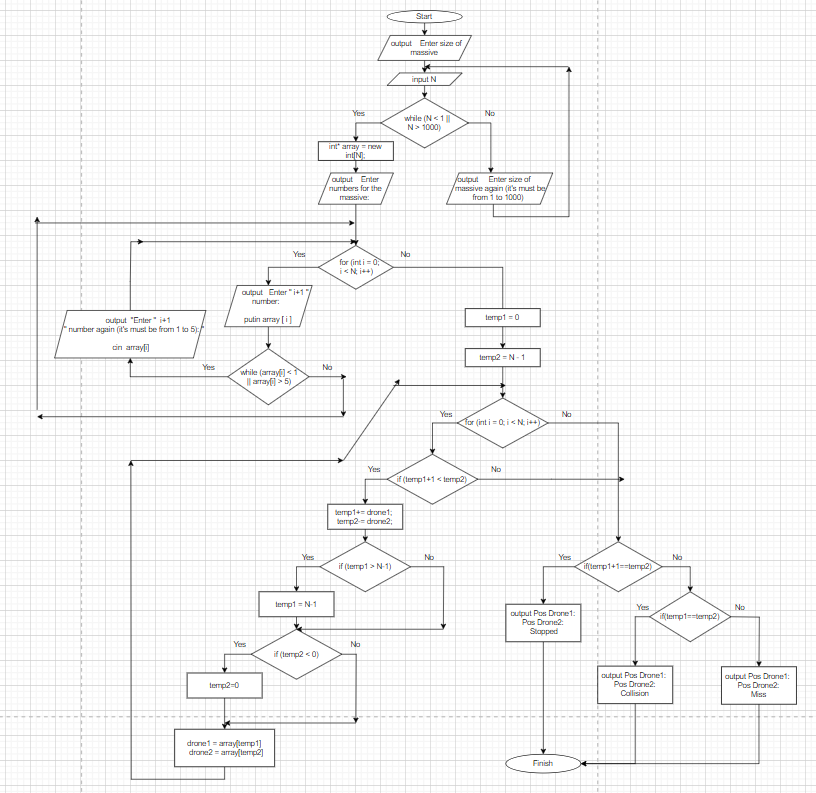 Start
output    Enter size of
massive
input N
while (N < 1 ||
N > 1000)
Yes
No
int* array = new
int[N];
output    Enter
numbers for the
massive:
output    Enter size of
massive again (it's must be
from 1 to 1000)
for (int i = 0;
i < N; i++)
Yes
No
output   Enter " i+1 "
number:
putin array [ i ]
temp1 = 0
temp2 = N - 1
output  "Enter "  i+1
" number again (it's must be from 1 to 5): "
cin  array[i]
while (array[i] < 1
|| array[i] > 5)
Yes
No
for (int i = 0; i < N; i++)
Yes
No
if (temp1+1 < temp2)
Yes
No
temp1+= drone1;
temp2-= drone2;
if (temp1 > N-1)
Yes
No
temp1 = N-1
if (temp2 < 0)
Yes
No
temp2=0
drone1 = array[temp1]
drone2 = array[temp2]
if(temp1+1==temp2)
Yes
No
output Pos Drone1:
Pos Drone2:
Stopped
if(temp1==temp2)
Yes
No
output Pos Drone1:
Pos Drone2:
Collision
output Pos Drone1:
Pos Drone2:
Miss
Finish